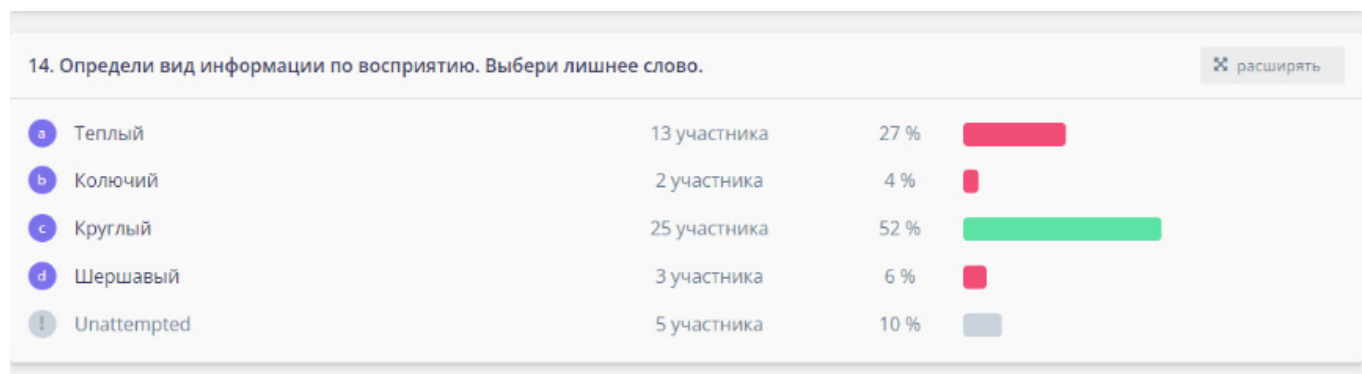 14. Определи вид информации по восприятию. Выбери лишнее слово. расширять
a Теплый 13 участника 27 %
b Колючий 2 участника 4 %
c Круглый 25 участника 52 %
d Шершавый 3 участника 6 %
! Unattempted 5 участника 10 %